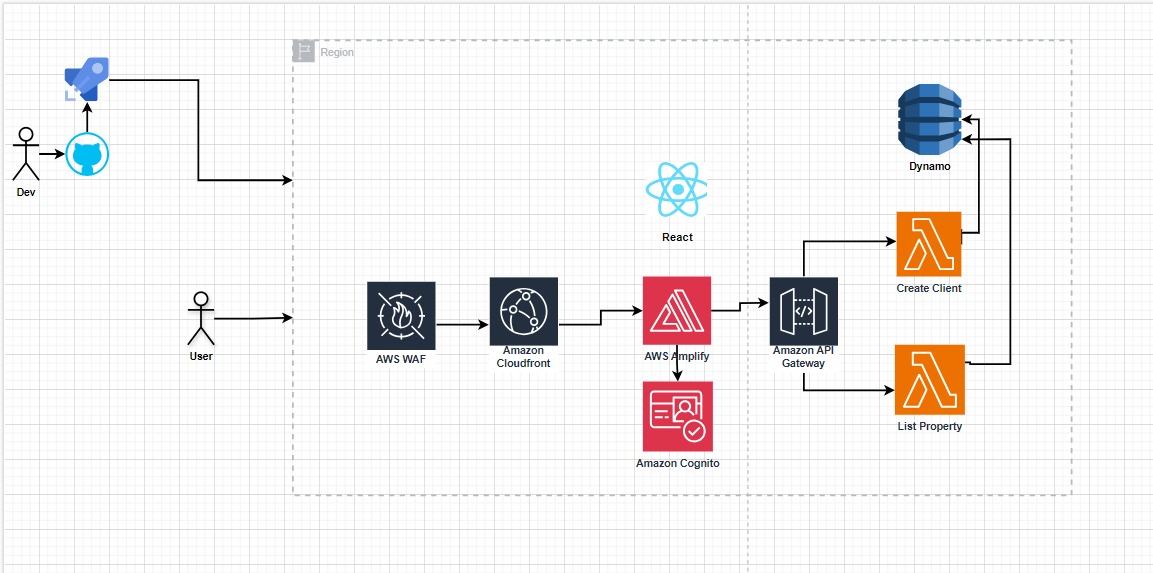 Region
Dev
User
React
Dynamo
Create Client
AWS WAF
Amazon
Cloudfront
AWS Amplify
Amazon API
Gateway
List Property
Amazon Cognito